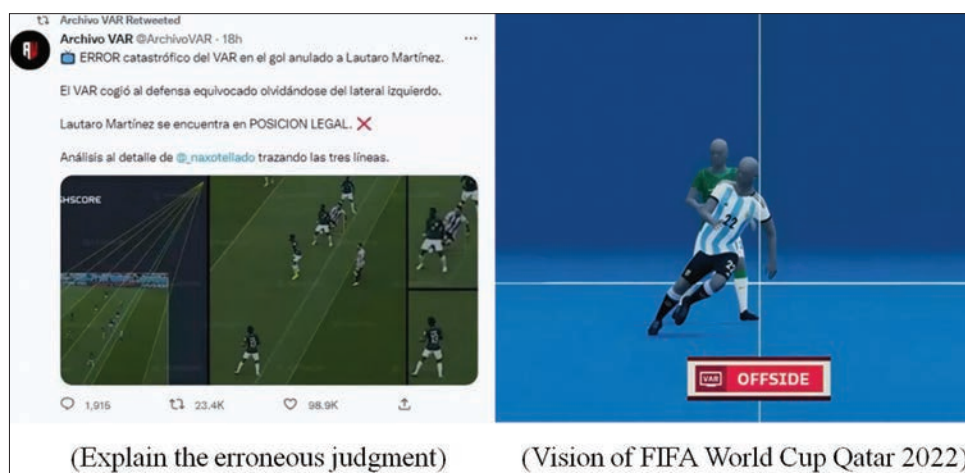 Archivo VAR Retweeted
Archivo VAR @ArchivoVAR · 18h
ERROR catastrófico del VAR en el gol anulado a Lautaro Martínez.
El VAR cogió al defensa equivocado olvidándose del lateral izquierdo.
Lautaro Martínez se encuentra en POSICION LEGAL. ❌
Análisis al detalle de @_naxotellado trazando las tres líneas.
HSCORE
1,915 23.4K 98.9K
22
22
VAR OFFSIDE
(Explain the erroneous judgment)
(Vision of FIFA World Cup Qatar 2022)